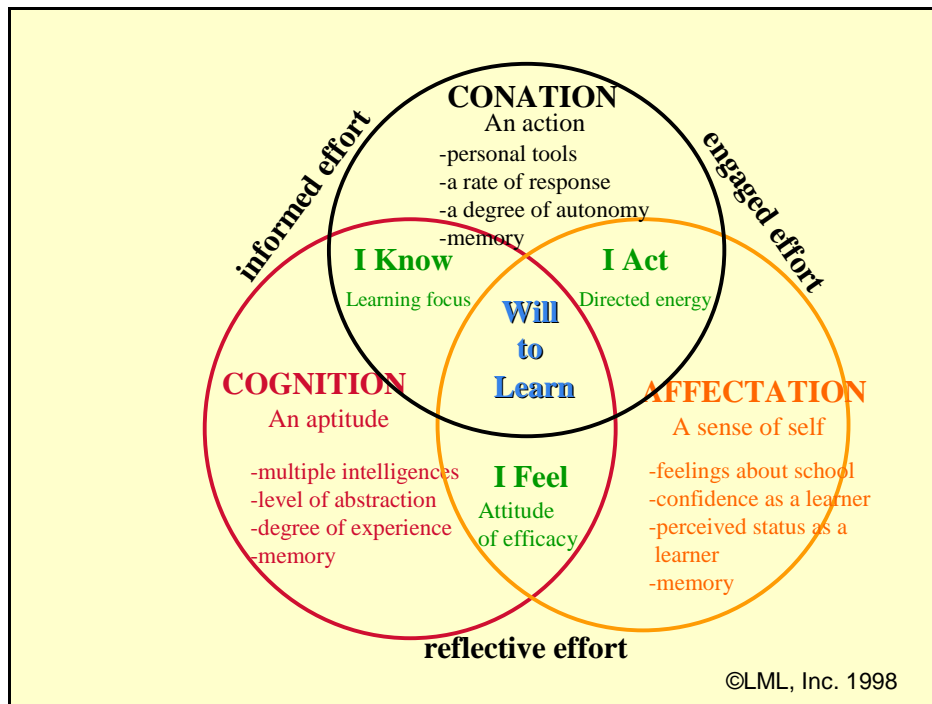 CONATION
An action
-personal tools
-a rate of response
-a degree of autonomy
-memory
informed effort
engaged effort
I Know
Learning focus
I Act
Directed energy
Will
to
Learn
COGNITION
An aptitude
-multiple intelligences
-level of abstraction
-degree of experience
-memory
AFFECTATION
A sense of self
-feelings about school
-confidence as a learner
-perceived status as a
learner
-memory
I Feel
Attitude
of efficacy
reflective effort
©LML, Inc. 1998